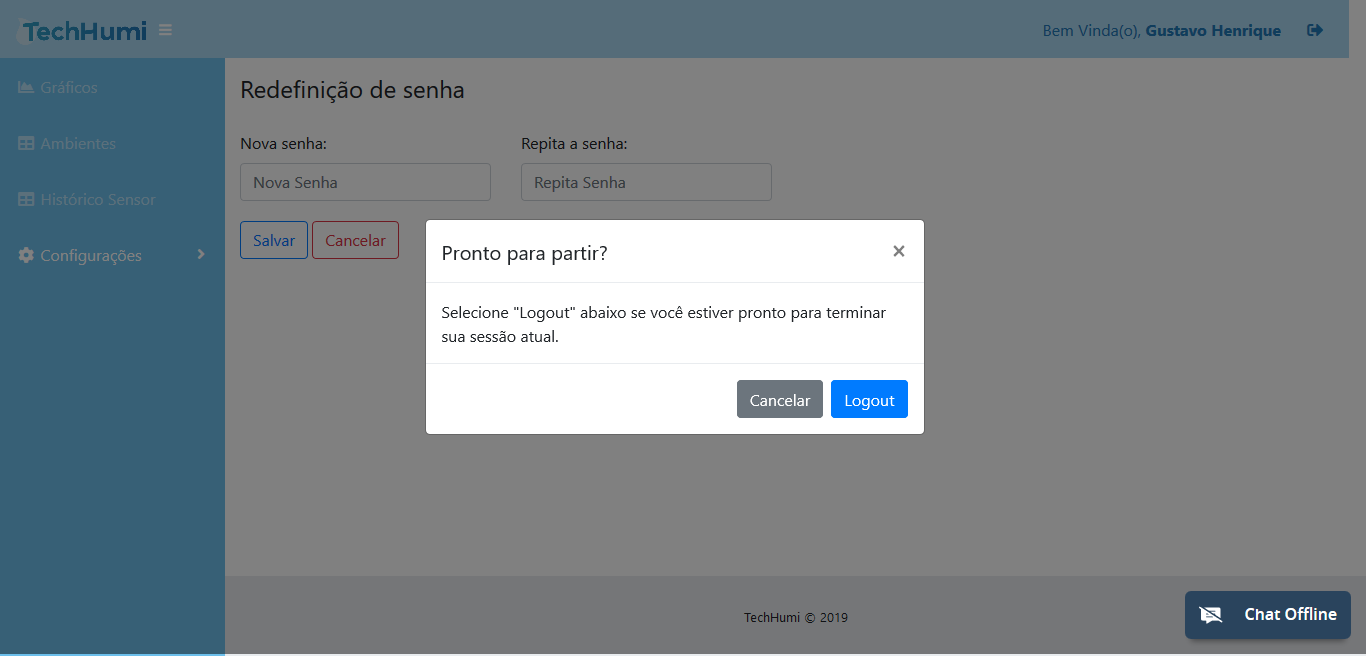 TechHumi
Bem Vinda(o), Gustavo Henrique
Gráficos
Ambientes
Histórico Sensor
Configurações
Redefinição de senha
Nova senha: Repita a senha:
Nova Senha Repita Senha
Salvar Cancelar
Pronto para partir?
×
Selecione "Logout" abaixo se você estiver pronto para terminar
sua sessão atual.
Cancelar Logout
TechHumi © 2019
Chat Offline